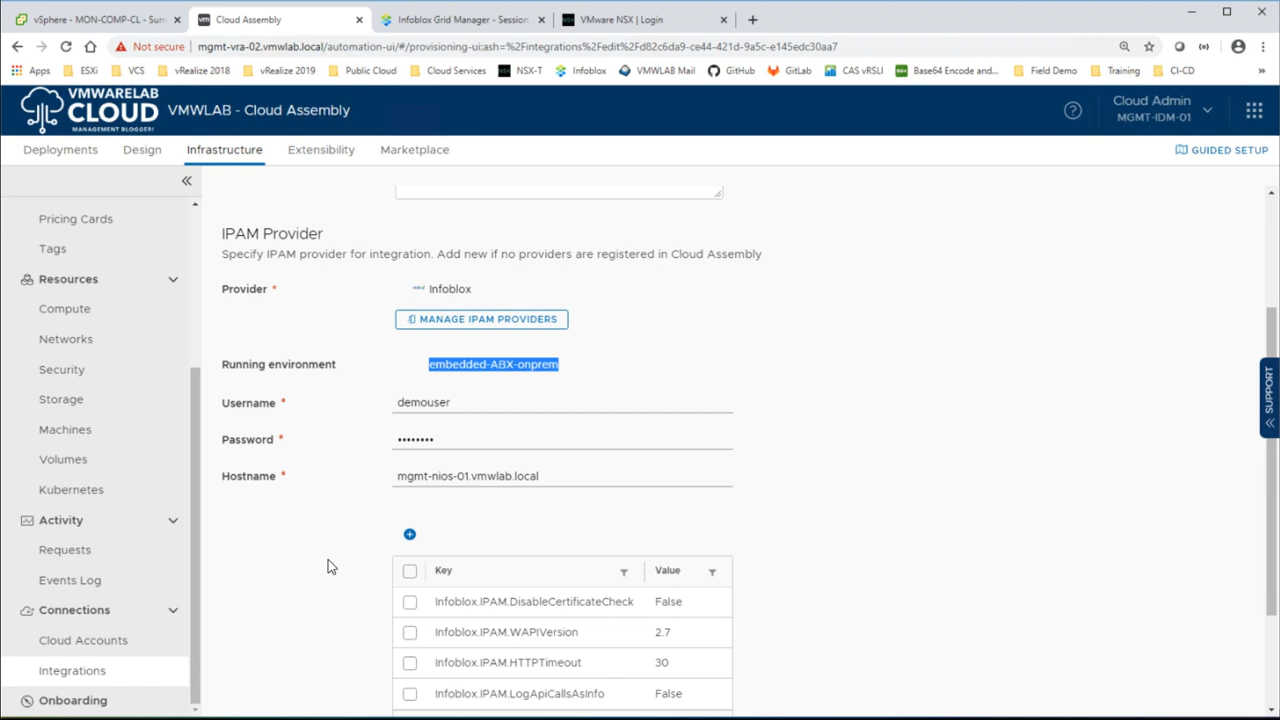 vSphere - MON-COMP-CL - Sum
Cloud Assembly
Infoblox Grid Manager - Session
VMware NSX | Login
Not secure
mgmt-vra-02.vmwlab.local/automation-ui/#/provisioning-ui;ash=%2Fintegrations%2Fedit%2Fd82c6da9-ce44-421d-9a5c-e145edc30aa7
Apps
ESXi
VCS
vRealize 2018
vRealize 2019
Public Cloud
Cloud Services
NSX-T
Infoblox
VMWLAB Mail
GitHub
GitLab
CAS vRSLI
Base64 Encode and...
Field Demo
Training
CI-CD
»
VMWARELAB
CLOUD
MANAGEMENT BLOGGER!
VMWLAB - Cloud Assembly
Cloud Admin
MGMT-IDM-01
Deployments
Design
Infrastructure
Extensibility
Marketplace
GUIDED SETUP
Pricing Cards
Tags
Resources
Compute
Networks
Security
Storage
Machines
Volumes
Kubernetes
Activity
Requests
Events Log
Connections
Cloud Accounts
Integrations
Onboarding
IPAM Provider
Specify IPAM provider for integration. Add new if no providers are registered in Cloud Assembly
Provider * Infoblox
MANAGE IPAM PROVIDERS
Running environment embedded-ABX-onprem
Username * demouser
Password * ••••••••
Hostname * mgmt-nios-01.vmwlab.local
Key Value
Infoblox.IPAM.DisableCertificateCheck False
Infoblox.IPAM.WAPIVersion 2.7
Infoblox.IPAM.HTTPTimeout 30
Infoblox.IPAM.LogApiCallsAsInfo False
SUPPORT